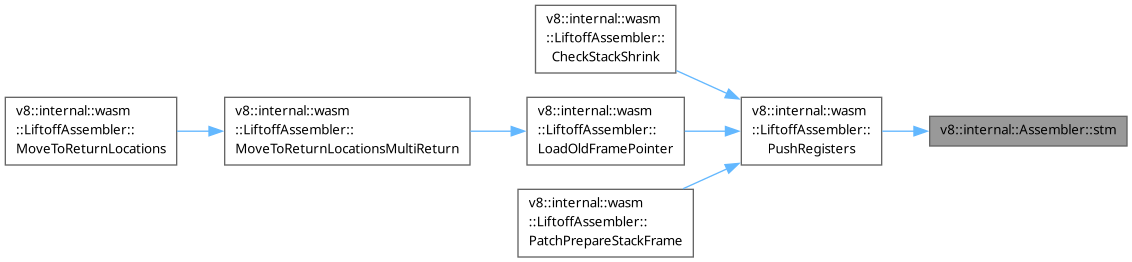 v8::internal::wasm
::LiftoffAssembler::
CheckStackShrink
v8::internal::wasm
::LiftoffAssembler::
MoveToReturnLocations
v8::internal::wasm
::LiftoffAssembler::
MoveToReturnLocationsMultiReturn
v8::internal::wasm
::LiftoffAssembler::
LoadOldFramePointer
v8::internal::wasm
::LiftoffAssembler::
PushRegisters
v8::internal::Assembler::stm
v8::internal::wasm
::LiftoffAssembler::
PatchPrepareStackFrame